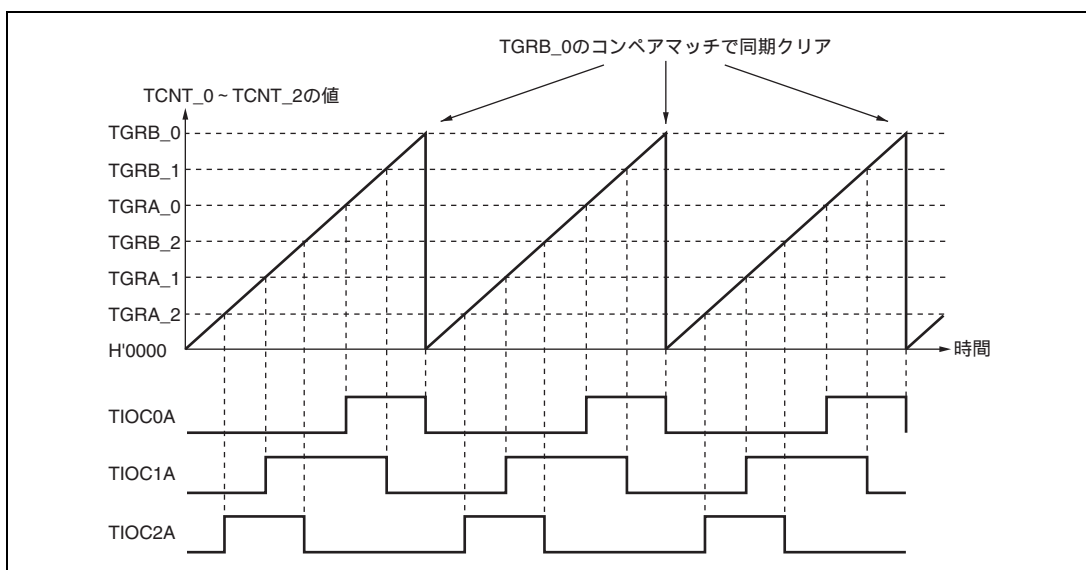 TGRB_0のコンペアマッチで同期クリア
TCNT_0~TCNT_2の値
TGRB_0
TGRB_1
TGRA_0
TGRB_2
TGRA_1
TGRA_2
H'0000
時間
TIOC0A
TIOC1A
TIOC2A